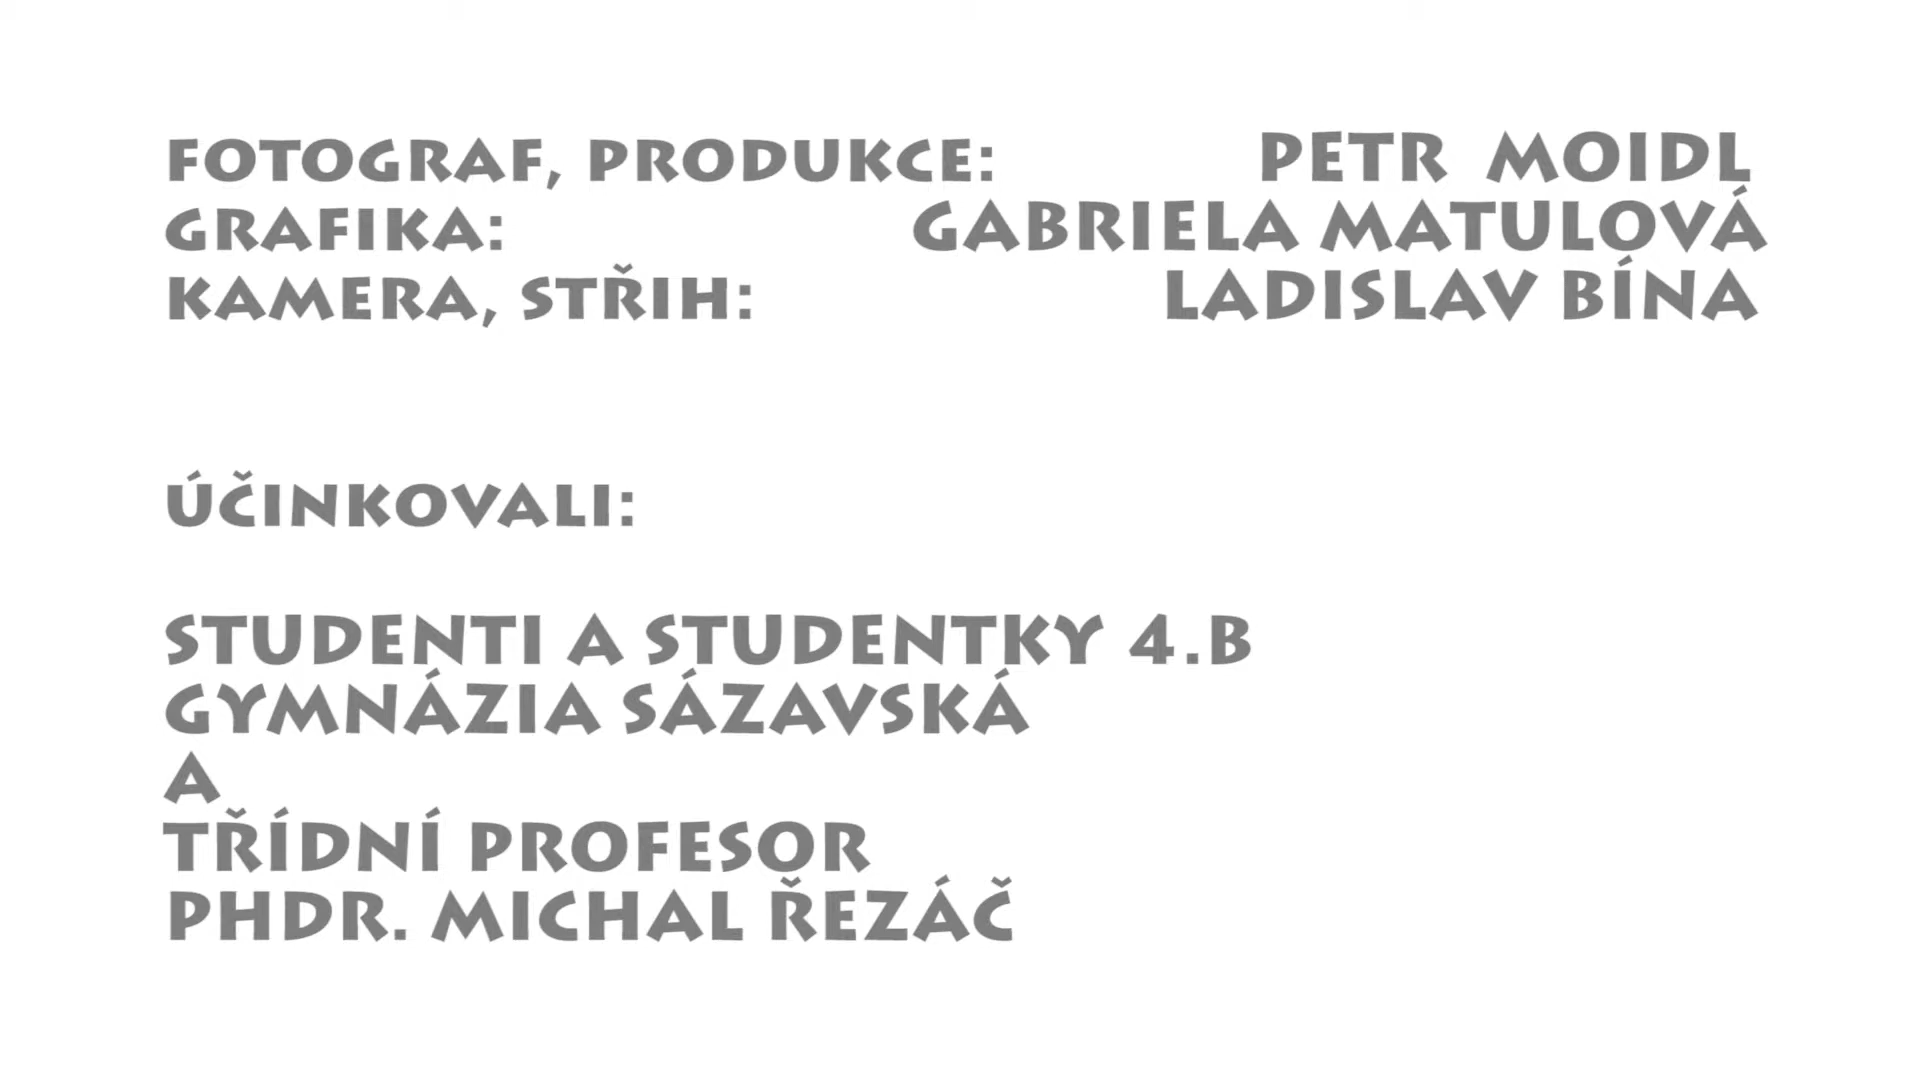 FOTOGRAF, PRODUKCE: PETR MOIDL
GRAFIKA: GABRIELA MATULOVÁ
KAMERA, STŘIH: LADISLAV BÍNA
ÚČINKOVALI:
STUDENTI A STUDENTKY 4.B
GYMNÁZIA SÁZAVSKÁ
A
TŘÍDNÍ PROFESOR
PHDR. MICHAL ŘEZÁČ